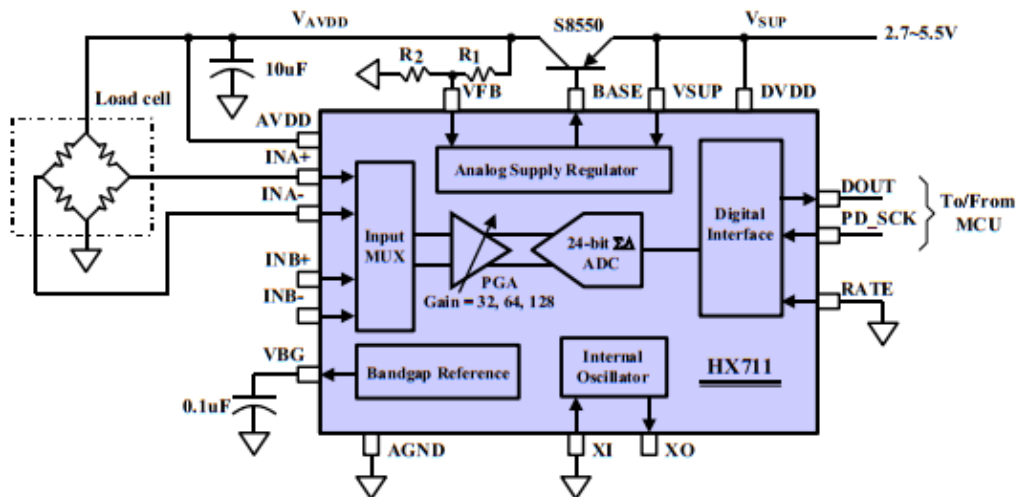 V_AVDD
S8550
V_SUP
2.7~5.5V
R2
R1
10uF
VFB
BASE
VSUP
DVDD
Load cell
AVDD
INA+
INA-
Analog Supply Regulator
DOUT
PD_SCK
To/From
MCU
Input
MUX
24-bit ΣΔ
ADC
Digital
Interface
INB+
INB-
PGA
Gain = 32, 64, 128
RATE
VBG
Bandgap Reference
Internal
Oscillator
HX711
0.1uF
AGND
XI
XO